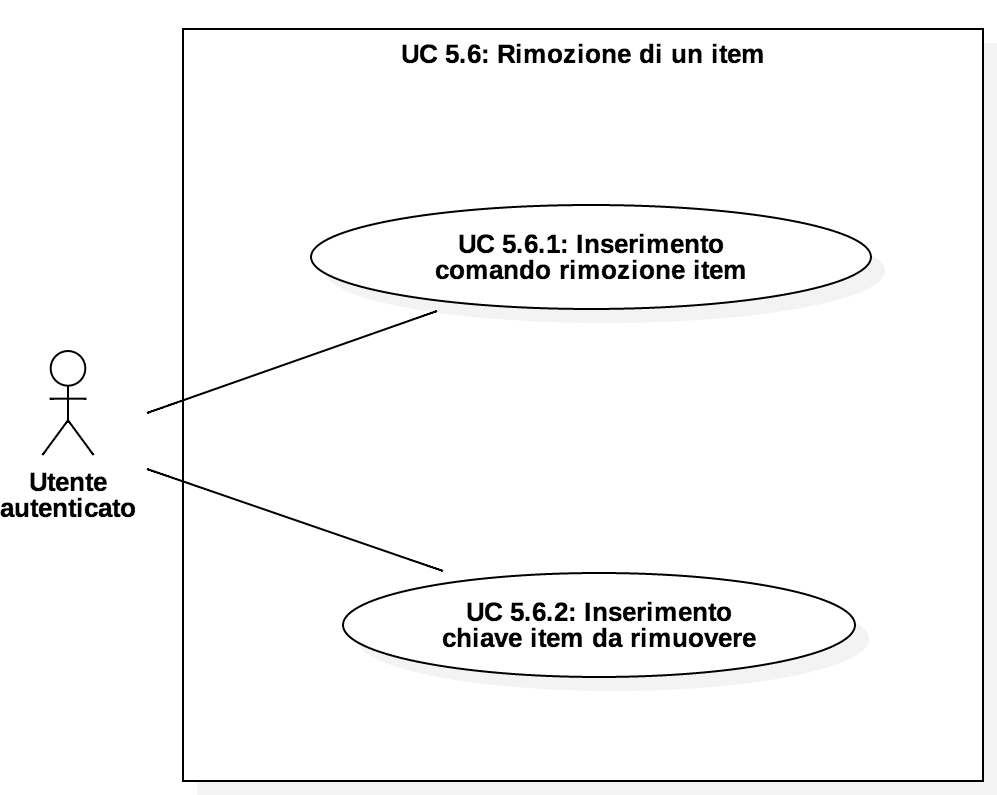 UC 5.6: Rimozione di un item
UC 5.6.1: Inserimento
comando rimozione item
Utente
autenticato
UC 5.6.2: Inserimento
chiave item da rimuovere